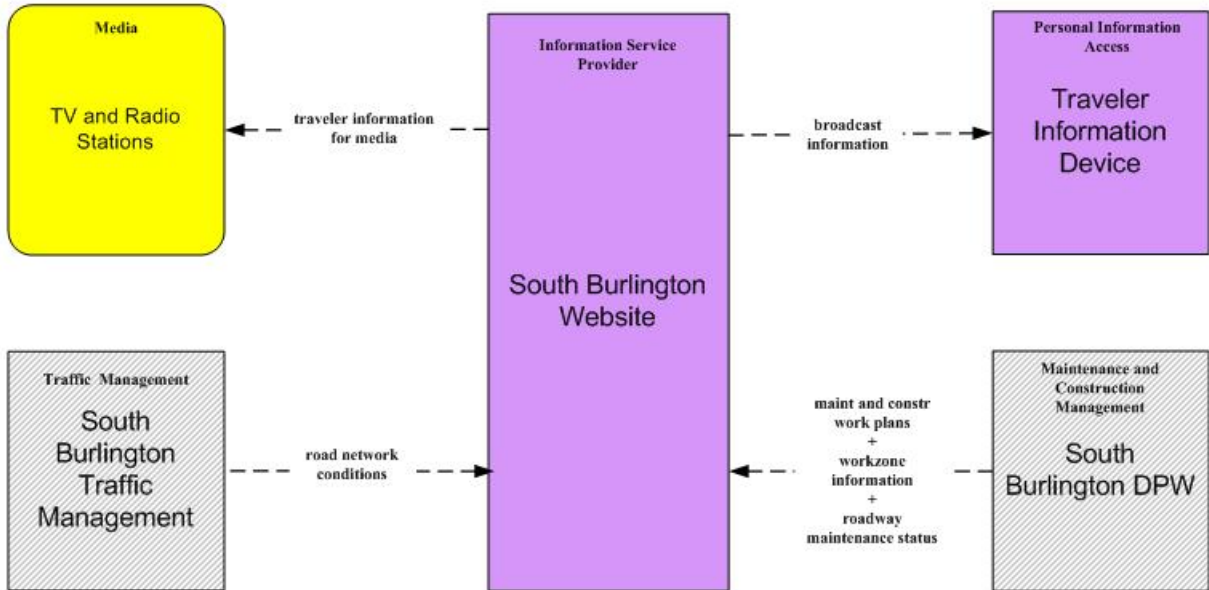 Media
TV and Radio
Stations
traveler information
for media
Information Service
Provider
South Burlington
Website
broadcast
information
Personal Information
Access
Traveler
Information
Device
Traffic Management
South
Burlington
Traffic
Management
road network
conditions
maint and constr
work plans
+
workzone
information
+
roadway
maintenance status
Maintenance and
Construction
Management
South
Burlington DPW